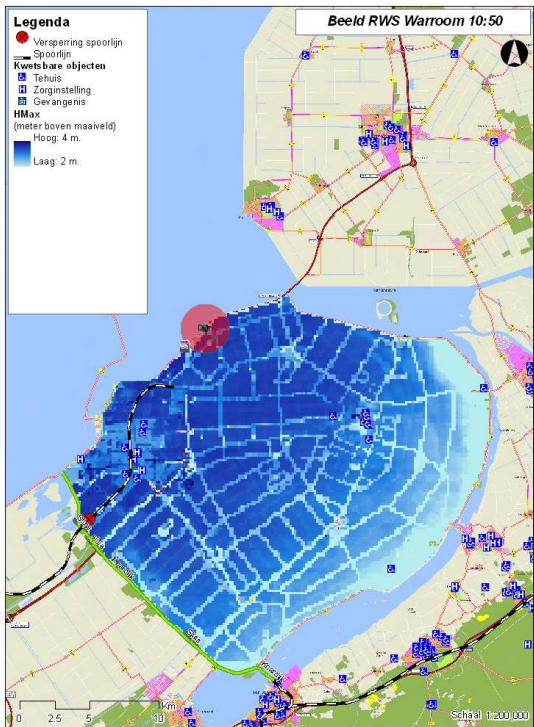 Legenda
Versperring spoorlijn
Spoorlijn
Kwetsbare objecten
Tehuis
Zorginstelling
Gevangenis
HMax
(meter boven maaiveld)
Hoog: 4 m.
Laag: 2 m.
Beeld RWS Warroom 10:50
0 2.5 5 10
Km
Schaal 1:200 000